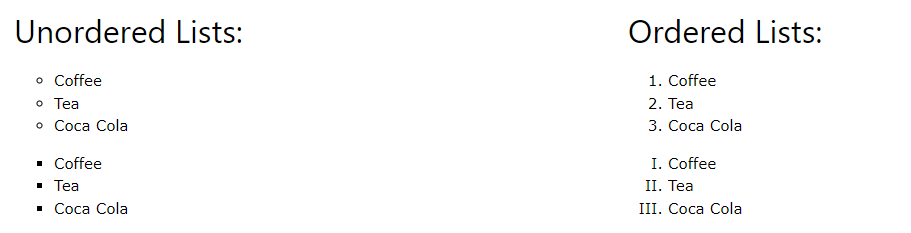 Unordered Lists:
◦ Coffee
◦ Tea
◦ Coca Cola
▪ Coffee
▪ Tea
▪ Coca Cola
Ordered Lists:
1. Coffee
2. Tea
3. Coca Cola
I. Coffee
II. Tea
III. Coca Cola